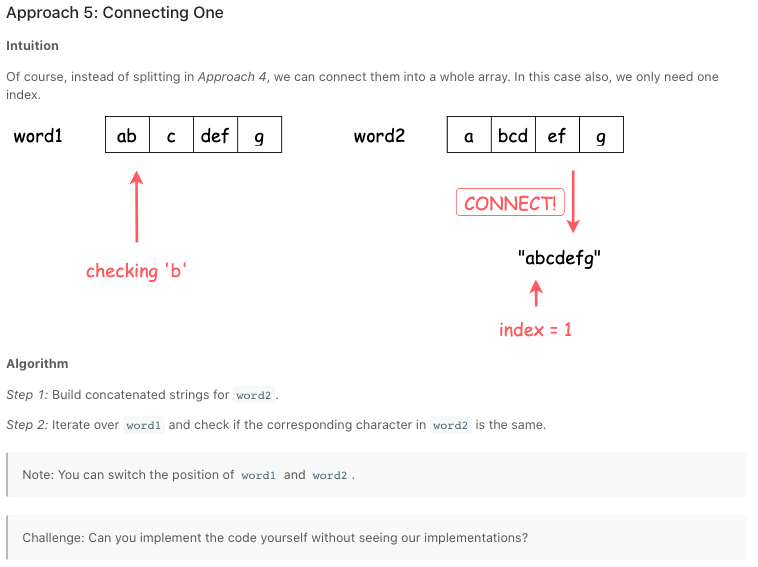 Approach 5: Connecting One
Intuition
Of course, instead of splitting in Approach 4, we can connect them into a whole array. In this case also, we only need one
index.
word1 ab c def g word2 a bcd ef g
CONNECT!
checking 'b' "abcdefg"
index = 1
Algorithm
Step 1: Build concatenated strings for word2.
Step 2: Iterate over word1 and check if the corresponding character in word2 is the same.
Note: You can switch the position of word1 and word2.
Challenge: Can you implement the code yourself without seeing our implementations?